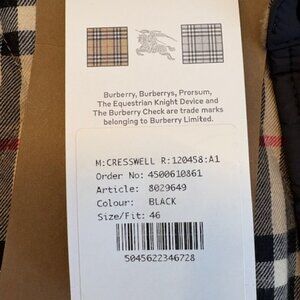 Burberry, Burberrys, Prorsum,
The Equestrian Knight Device and
The Burberry Check are trade marks
belonging to Burberry Limited.
M:CRESSWELL R:120458:A1
Order No: 4500610861
Article: 8029649
Colour: BLACK
Size/Fit: 46
5045622346728